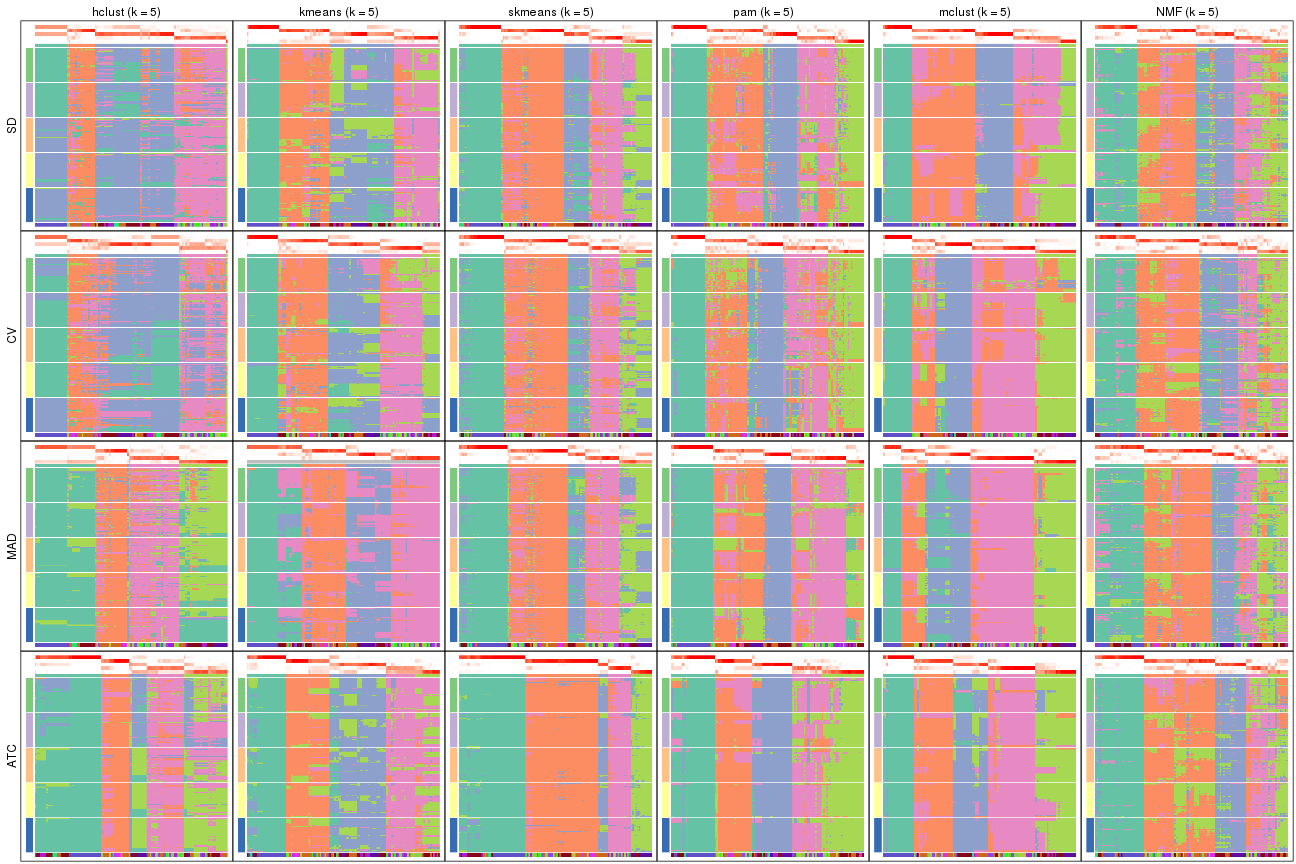 hclust (k = 5)
kmeans (k = 5)
skmeans (k = 5)
pam (k = 5)
mclust (k = 5)
NMF (k = 5)
SD
CV
MAD
ATC